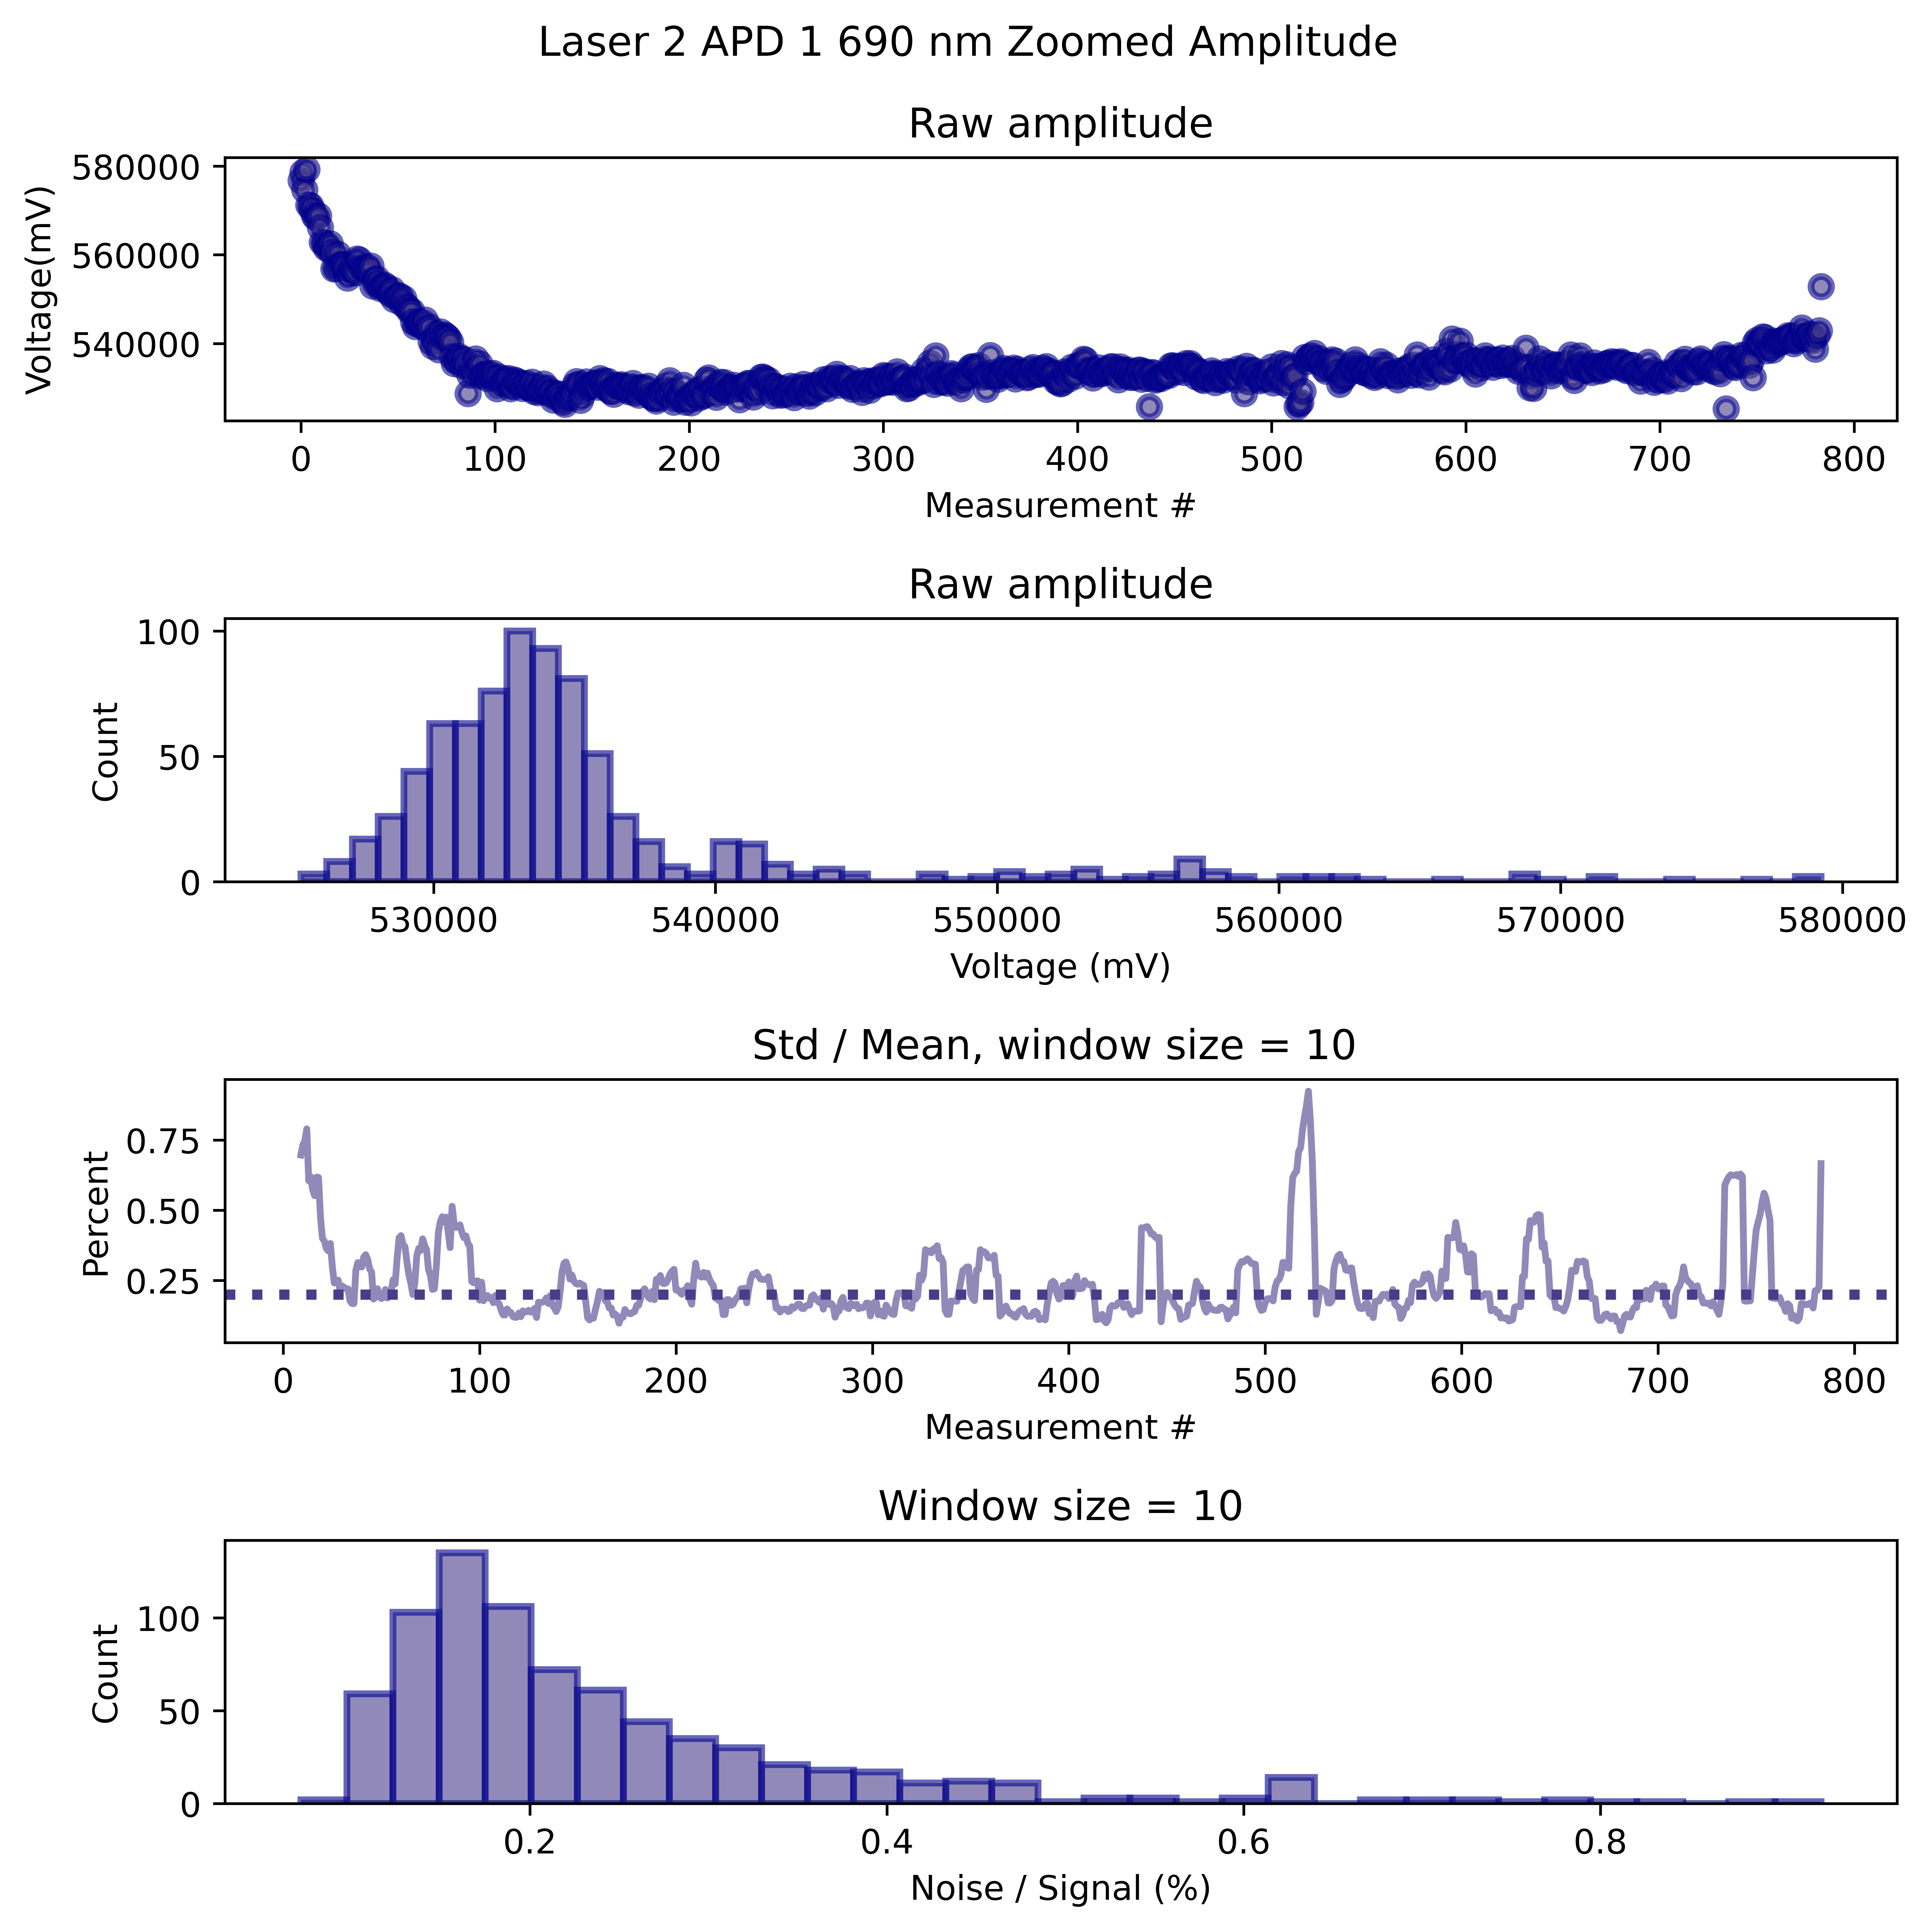 Laser 2 APD 1 690 nm Zoomed Amplitude
Raw amplitude
Voltage(mV)
580000
560000
540000
0 100 200 300 400 500 600 700 800
Measurement #
Raw amplitude
Count
100
50
0
530000 540000 550000 560000 570000 580000
Voltage (mV)
Std / Mean, window size = 10
Percent
0.75
0.50
0.25
0 100 200 300 400 500 600 700 800
Measurement #
Window size = 10
Count
100
50
0
0.2 0.4 0.6 0.8
Noise / Signal (%)